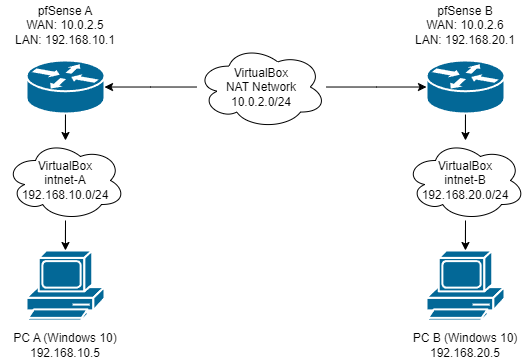 pfSense A
WAN: 10.0.2.5
LAN: 192.168.10.1
pfSense B
WAN: 10.0.2.6
LAN: 192.168.20.1
VirtualBox
NAT Network
10.0.2.0/24
VirtualBox
intnet-A
192.168.10.0/24
VirtualBox
intnet-B
192.168.20.0/24
PC A (Windows 10)
192.168.10.5
PC B (Windows 10)
192.168.20.5